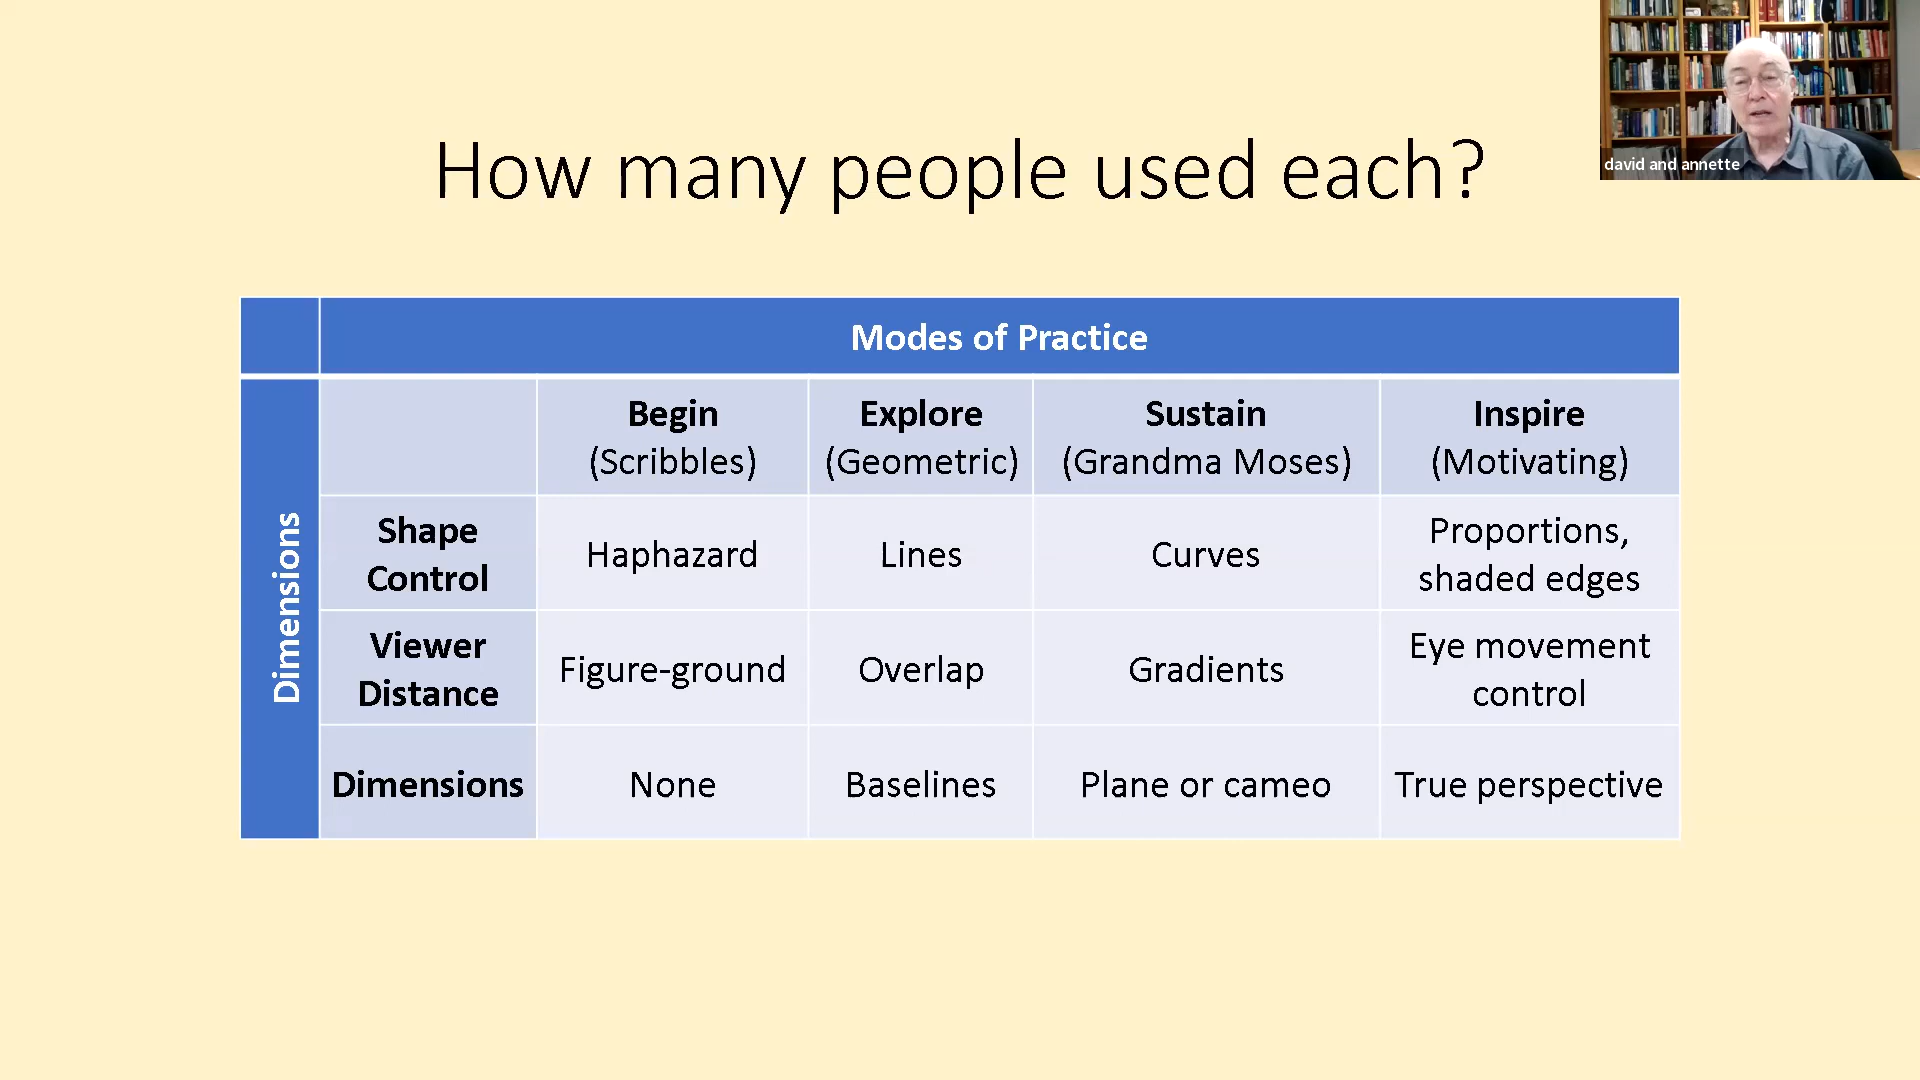 How many people used each?
david and annette
Modes of Practice
Dimensions
Begin
(Scribbles)
Explore
(Geometric)
Sustain
(Grandma Moses)
Inspire
(Motivating)
Shape
Control
Haphazard
Lines
Curves
Proportions,
shaded edges
Viewer
Distance
Figure-ground
Overlap
Gradients
Eye movement
control
Dimensions
None
Baselines
Plane or cameo
True perspective